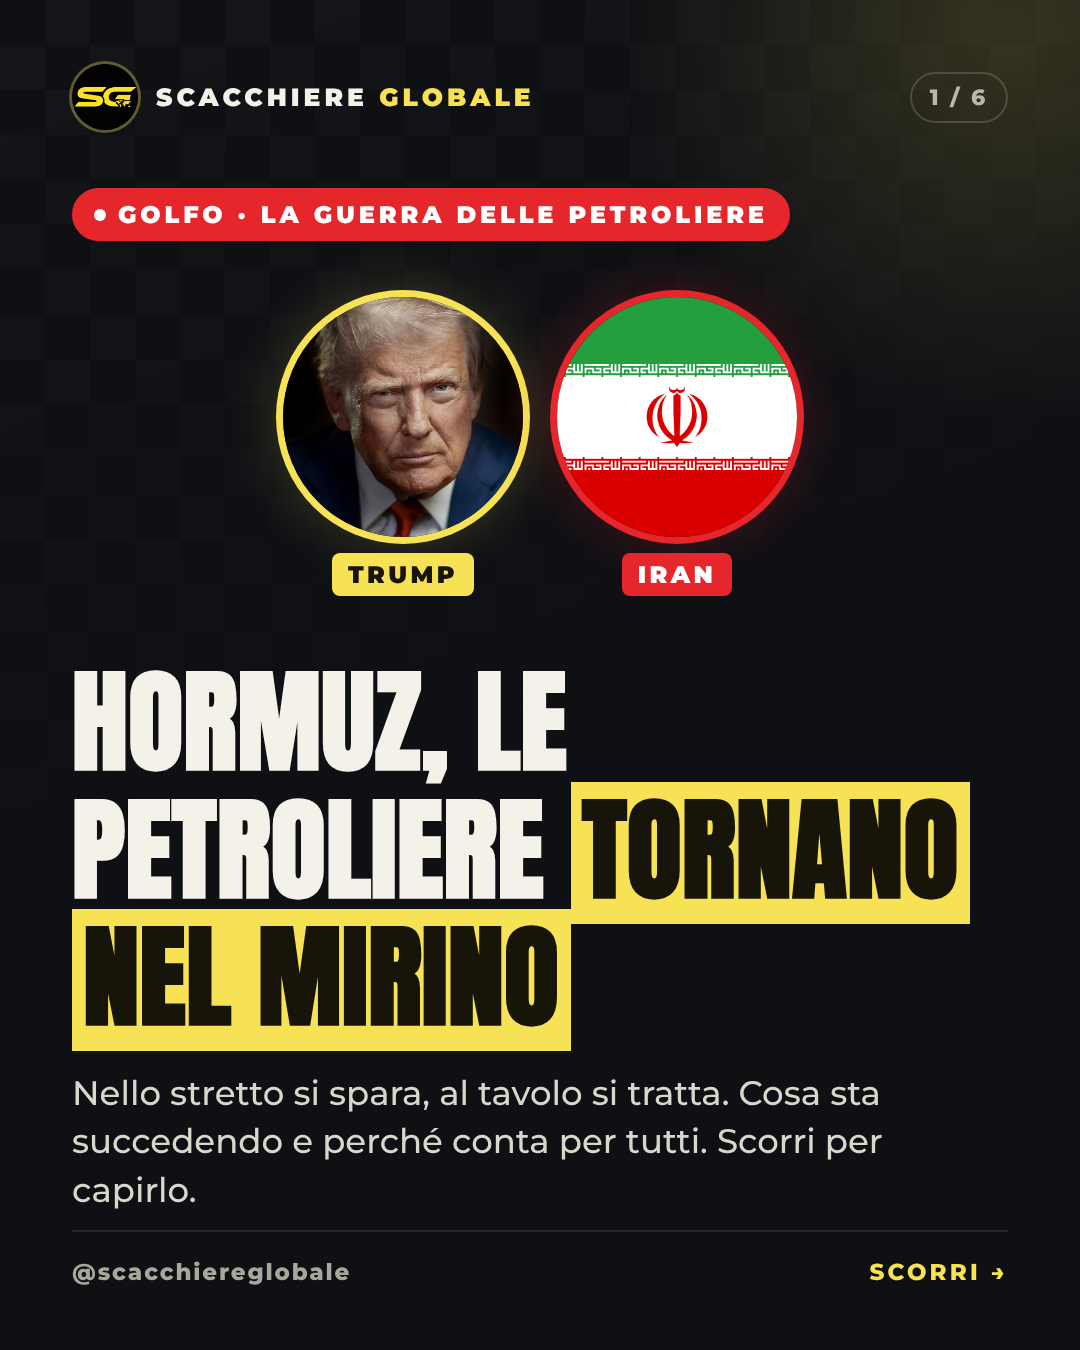 SG
SCACCHIERE GLOBALE
1 / 6
GOLFO • LA GUERRA DELLE PETROLIERE
TRUMP
IRAN
HORMUZ, LE
PETROLIERE TORNANO
NEL MIRINO
Nello stretto si spara, al tavolo si tratta. Cosa sta
succedendo e perché conta per tutti. Scorri per
capirlo.
@scacchiereglobale
SCORRI →